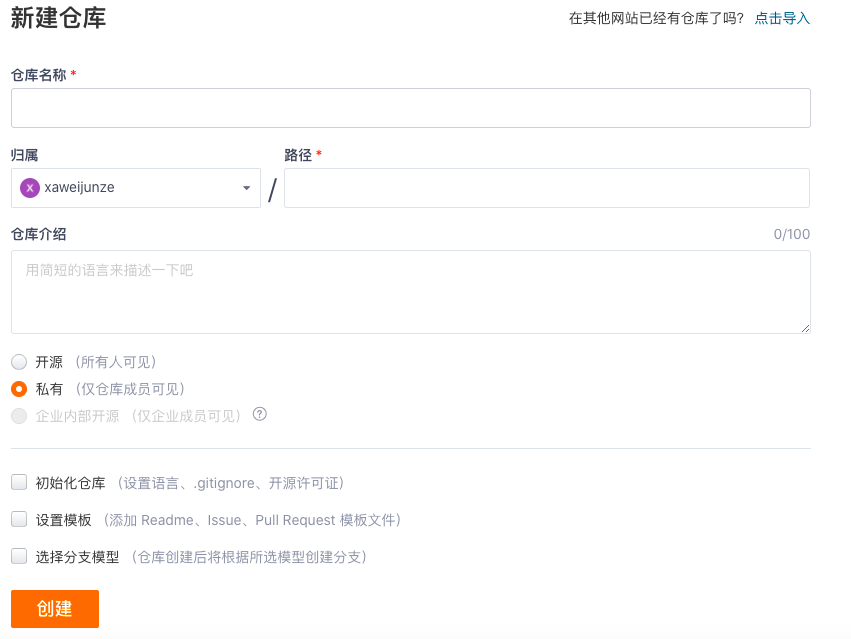 新建仓库
在其他网站已经有仓库了吗? 点击导入
仓库名称 *
归属 路径 *
X xaweijunze / 
仓库介绍 0/100
用简短的语言来描述一下吧
开源 （所有人可见）
私有 （仅仓库成员可见）
企业内部开源 （仅企业成员可见） ?
初始化仓库 （设置语言、.gitignore、开源许可证）
设置模板 （添加 Readme、Issue、Pull Request 模板文件）
选择分支模型 （仓库创建后将根据所选模型创建分支）
创建